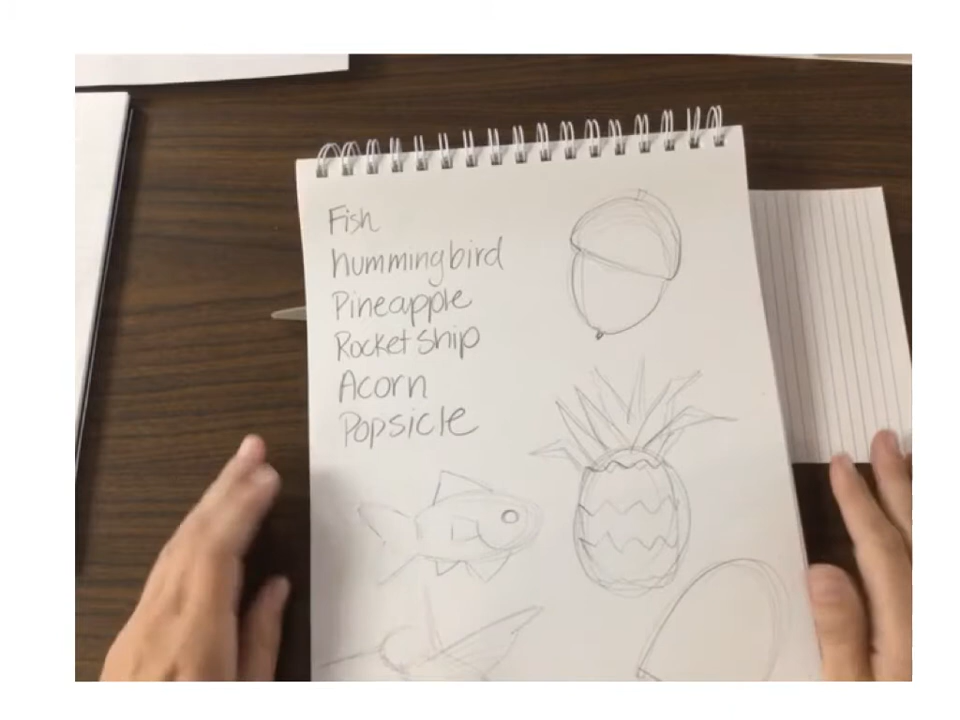 Fish
hummingbird
Pineapple
Rocket Ship
Acorn
Popsicle